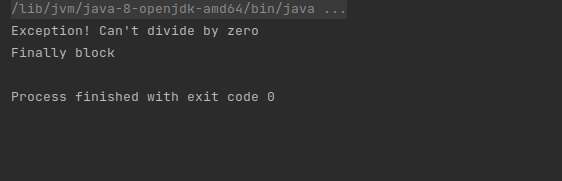 /lib/jvm/java-8-openjdk-amd64/bin/java ...
Exception! Can't divide by zero
Finally block
Process finished with exit code 0